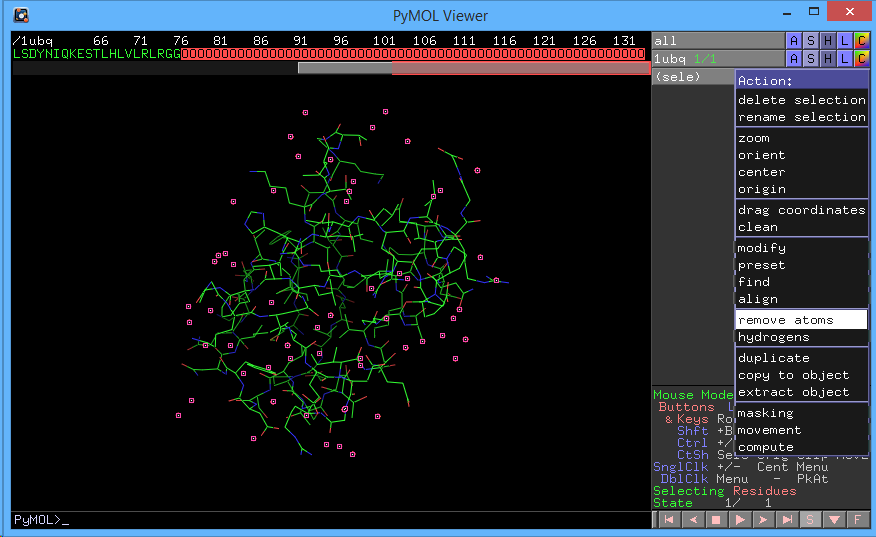 PyMOL Viewer
/1ubq 66 71 76 81 86 91 96 101 106 111 116 121 126 131
LSDYNIQKESTLHLVLRLRGGOOOOOOOOOOOOOOOOOOOOOOOOOOOOOOOOOOOOOOOOOOOOOOOOOOOOOOOOOO
all A S H L C
1ubq 1/1 A S H L C
(sele)
Action:
delete selection
rename selection
zoom
orient
center
origin
drag coordinates
clean
modify
preset
find
align
remove atoms
hydrogens
duplicate
copy to object
extract object
masking
movement
compute
Mouse Mode
Buttons L
& Keys Ro
Shft +B
Ctrl +/
CtSh Sele Orig Clip MovZ
SnglClk +/- Cent Menu
DblClk Menu - PkAt
Selecting Residues
State 1/ 1
PyMOL>_
S F